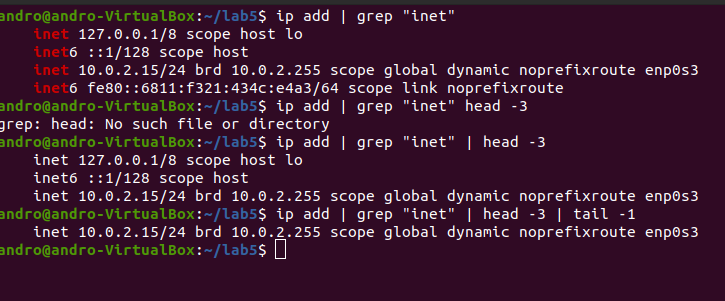 andro@andro-VirtualBox:~/lab5$ ip add | grep "inet"
    inet 127.0.0.1/8 scope host lo
    inet6 ::1/128 scope host
    inet 10.0.2.15/24 brd 10.0.2.255 scope global dynamic noprefixroute enp0s3
    inet6 fe80::6811:f321:434c:e4a3/64 scope link noprefixroute
andro@andro-VirtualBox:~/lab5$ ip add | grep "inet" head -3
grep: head: No such file or directory
andro@andro-VirtualBox:~/lab5$ ip add | grep "inet" | head -3
    inet 127.0.0.1/8 scope host lo
    inet6 ::1/128 scope host
    inet 10.0.2.15/24 brd 10.0.2.255 scope global dynamic noprefixroute enp0s3
andro@andro-VirtualBox:~/lab5$ ip add | grep "inet" | head -3 | tail -1
    inet 10.0.2.15/24 brd 10.0.2.255 scope global dynamic noprefixroute enp0s3
andro@andro-VirtualBox:~/lab5$